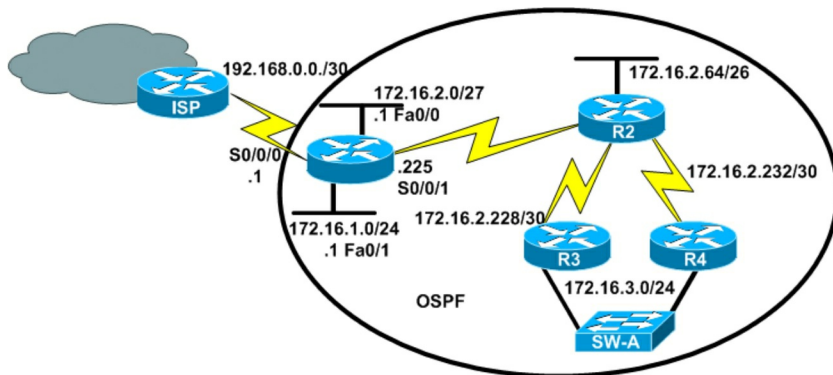 192.168.0.0./30
ISP
172.16.2.0/27
.1 Fa0/0
172.16.2.64/26
R2
S0/0/0
.1
.225
S0/0/1
172.16.2.232/30
172.16.1.0/24
.1 Fa0/1
172.16.2.228/30
R3
R4
172.16.3.0/24
OSPF
SW-A